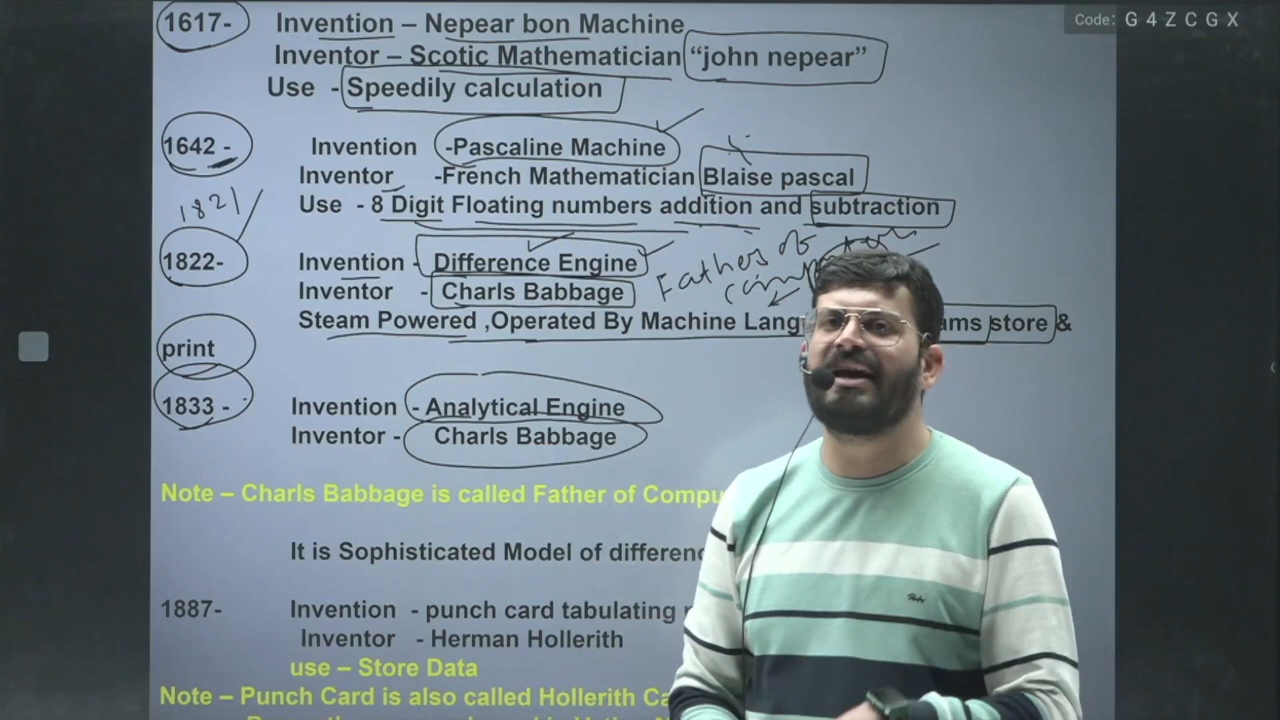 Code: G 4 Z C G X
1617- Invention – Nepear bon Machine
Inventor – Scotic Mathematician “john nepear”
Use - Speedily calculation
1642 - Invention -Pascaline Machine
Inventor -French Mathematician Blaise pascal
Use - 8 Digit Floating numbers addition and subtraction
1821
1822- Invention - Difference Engine
Father of
computer
Inventor - Charls Babbage
Steam Powered ,Operated By Machine Lang ams store &
print
1833 - Invention - Analytical Engine
Inventor - Charls Babbage
Note – Charls Babbage is called Father of Compu
It is Sophisticated Model of differenc
1887- Invention - punch card tabulating
Inventor - Herman Hollerith
use – Store Data
Note – Punch Card is also called Hollerith Ca